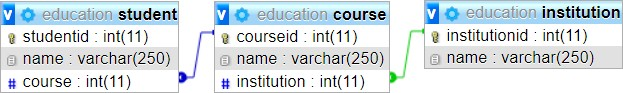 education student
studentid : int(11)
name : varchar(250)
course : int(11)
education course
courseid : int(11)
name : varchar(250)
institution : int(11)
education institution
institutionid : int(11)
name : varchar(250)